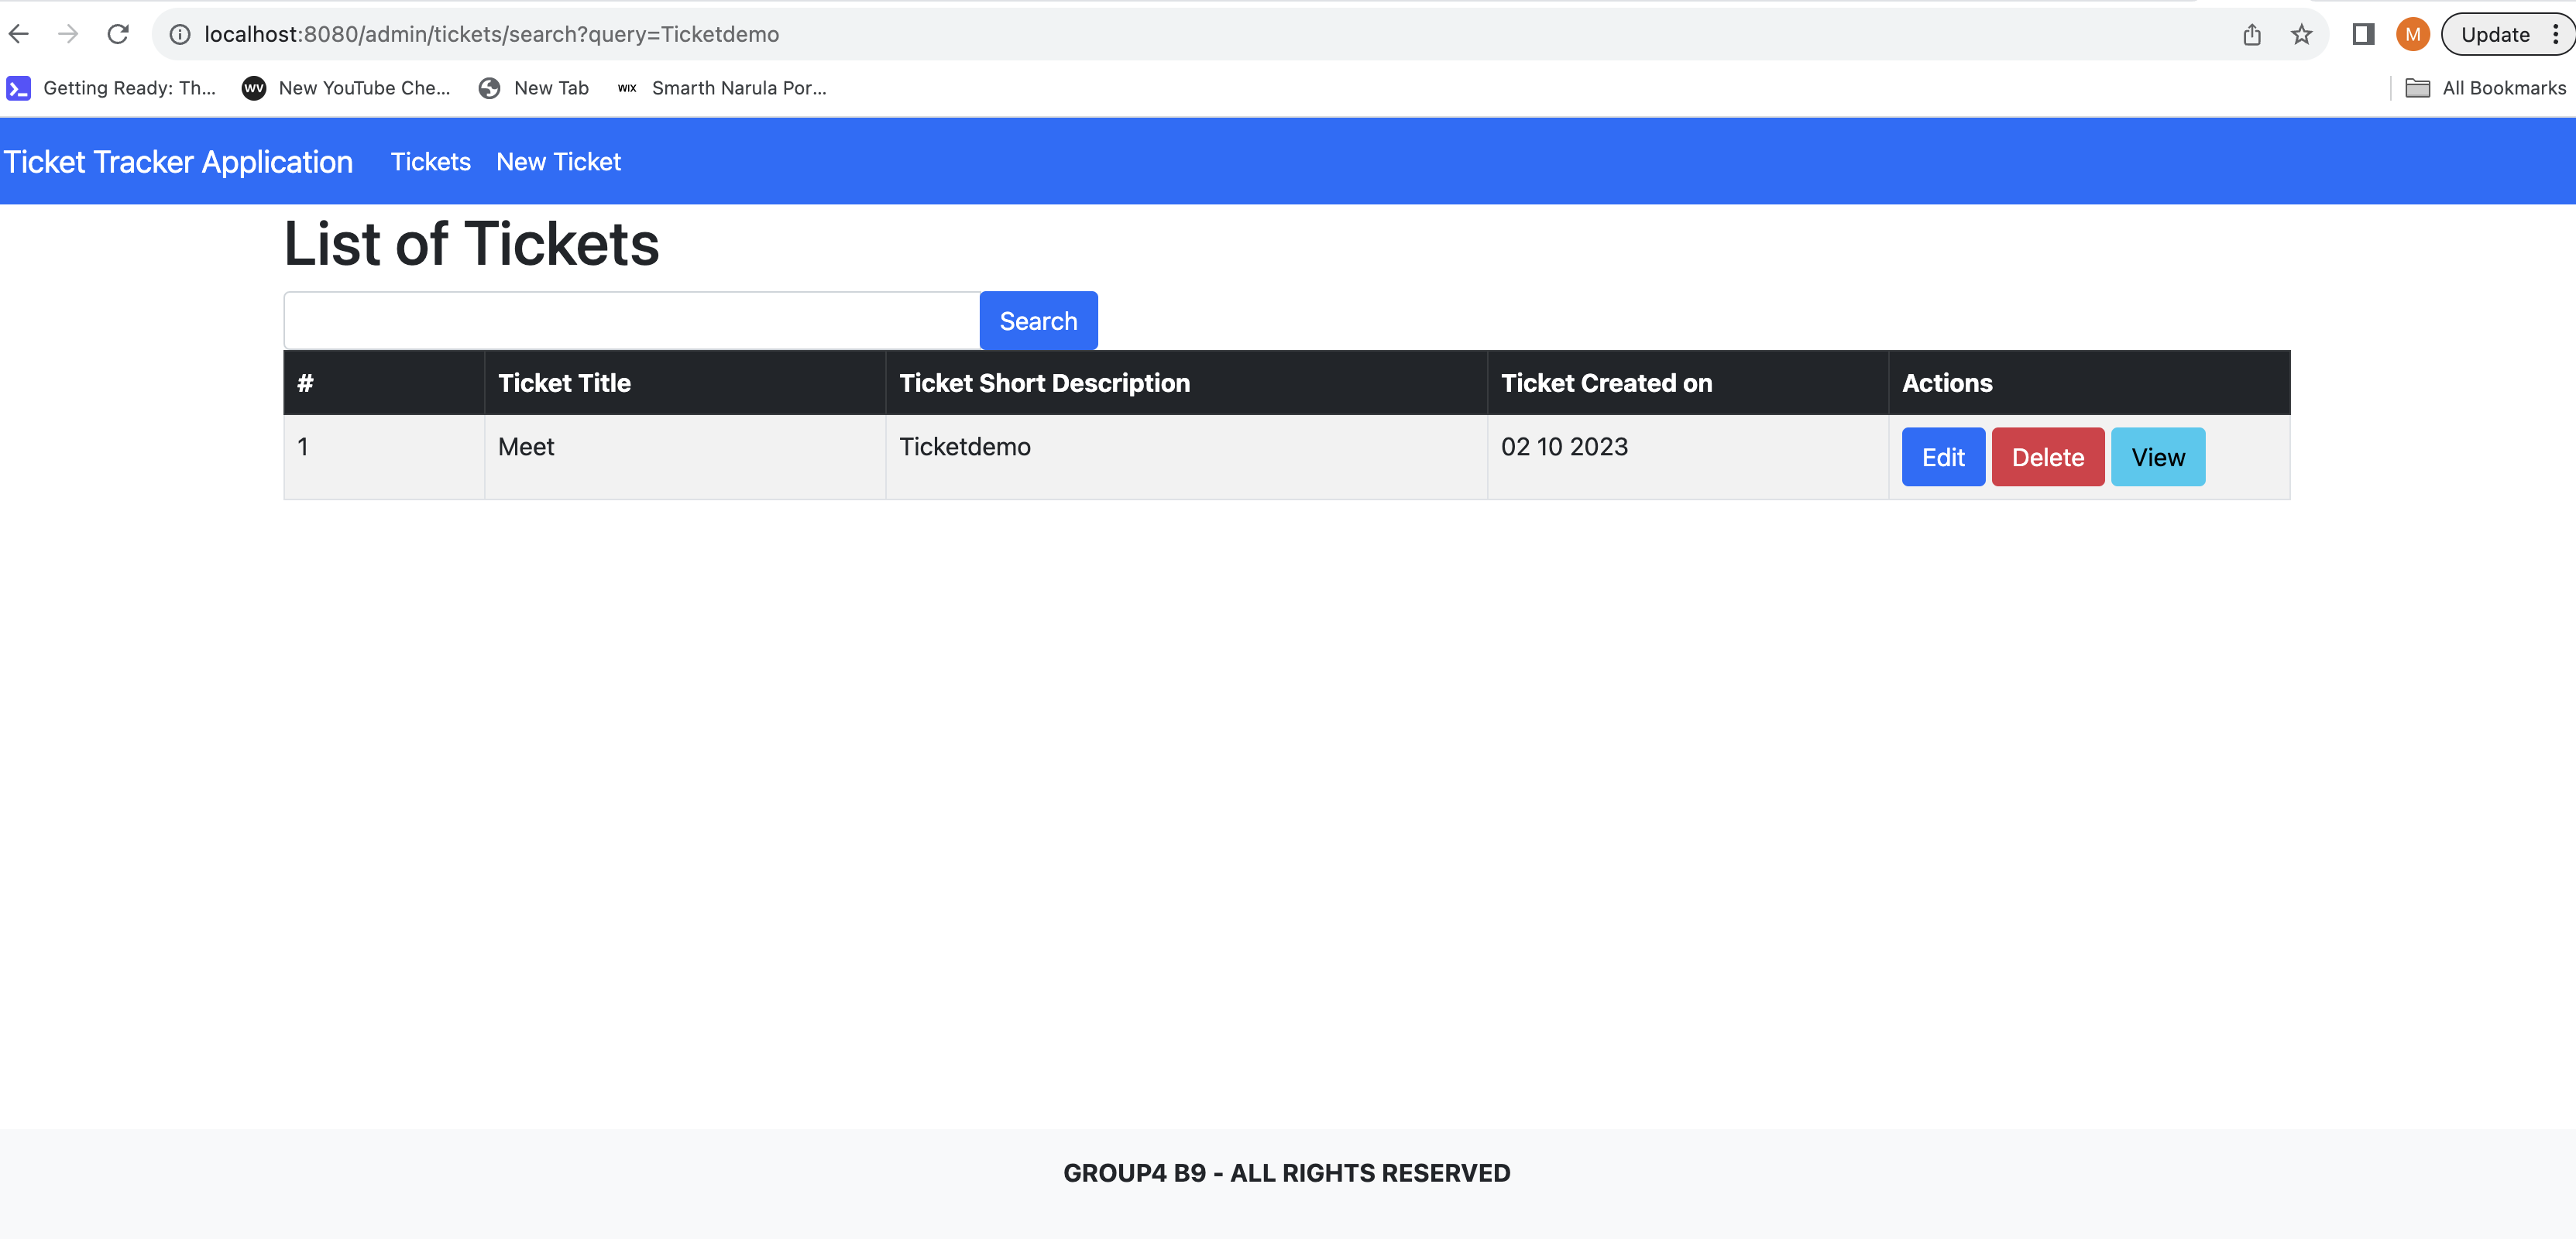 localhost:8080/admin/tickets/search?query=Ticketdemo
M
Update
Getting Ready: Th...
WV
New YouTube Che...
New Tab
WIX
Smarth Narula Por...
All Bookmarks
Ticket Tracker Application
Tickets
New Ticket
List of Tickets
Search
# Ticket Title Ticket Short Description Ticket Created on Actions
1 Meet Ticketdemo 02 10 2023 Edit Delete View
GROUP4 B9 - ALL RIGHTS RESERVED